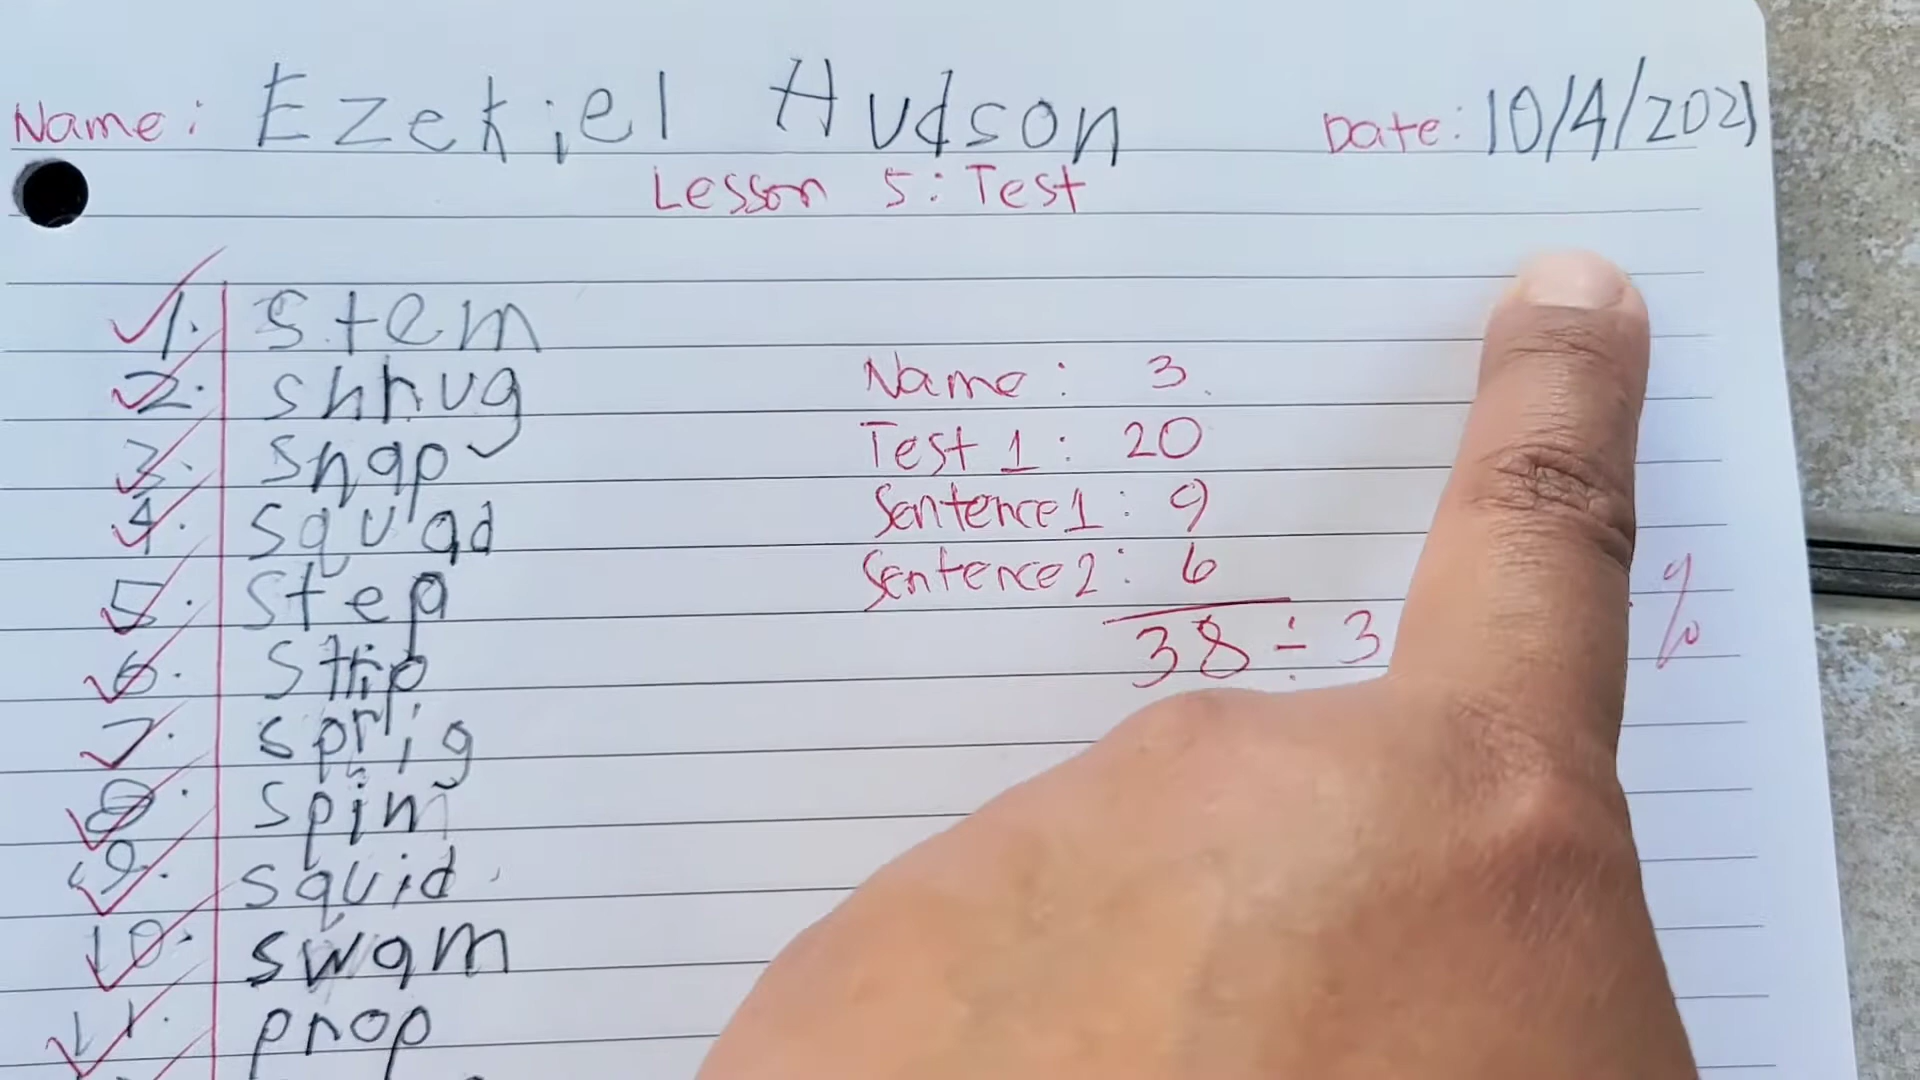 Name: Ezekiel Hudson Date: 10/4/2021
Lesson 5: Test
1. stem
2. shrug
3. snap
4. squad
5. step
6. strip
7. sprig
8. spin
9. squid
10. swam
11. prop
Name: 3
Test 1: 20
Sentence 1: 9
Sentence 2: 6
38 ÷ 3 %